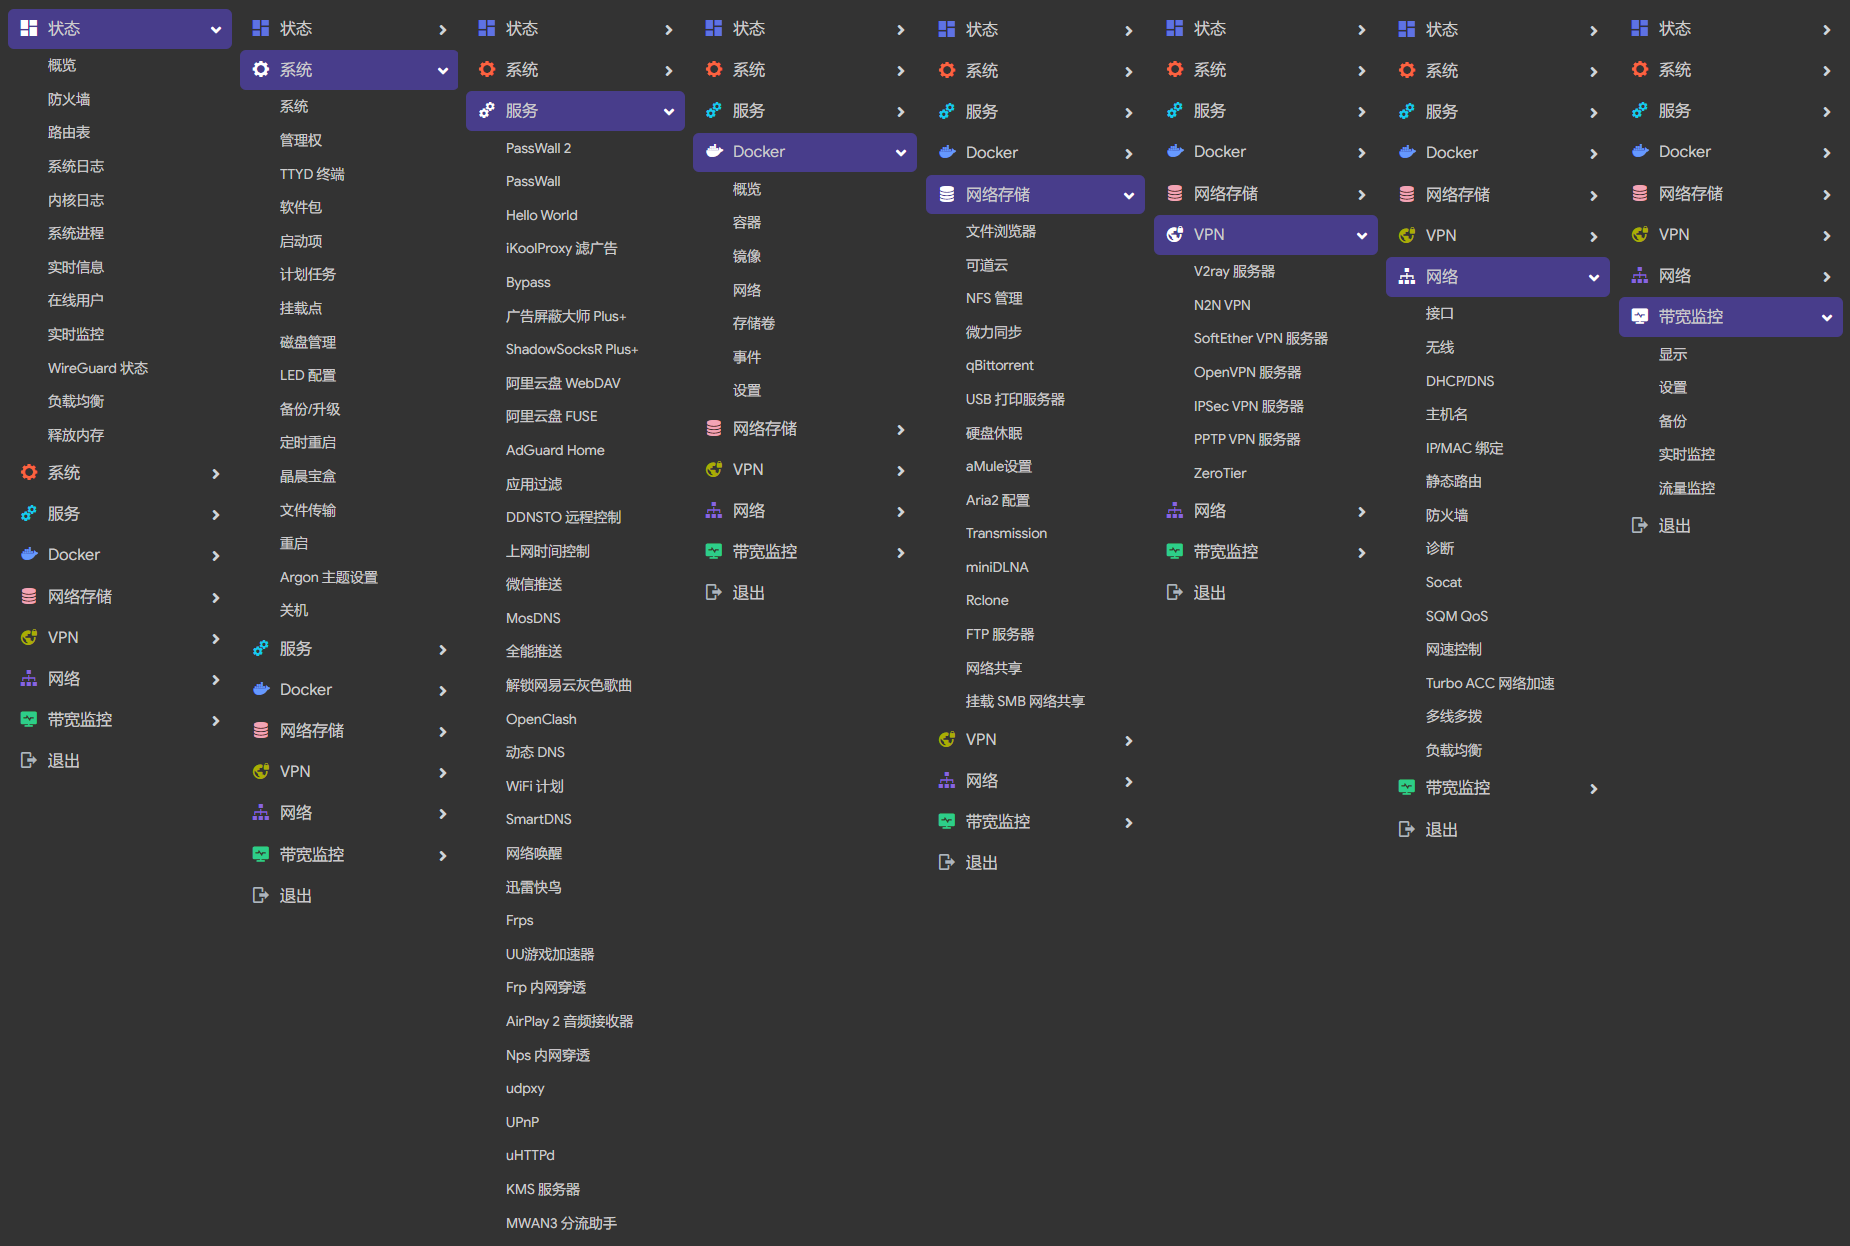 状态
概览
防火墙
路由表
系统日志
内核日志
系统进程
实时信息
在线用户
实时监控
WireGuard 状态
负载均衡
释放内存
系统
服务
Docker
网络存储
VPN
网络
带宽监控
退出
状态
系统
系统
管理权
TTYD 终端
软件包
启动项
计划任务
挂载点
磁盘管理
LED 配置
备份/升级
定时重启
晶晨宝盒
文件传输
重启
Argon 主题设置
关机
服务
Docker
网络存储
VPN
网络
带宽监控
退出
状态
系统
服务
PassWall 2
PassWall
Hello World
iKoolProxy 滤广告
Bypass
广告屏蔽大师 Plus+
ShadowSocksR Plus+
阿里云盘 WebDAV
阿里云盘 FUSE
AdGuard Home
应用过滤
DDNSTO 远程控制
上网时间控制
微信推送
MosDNS
全能推送
解锁网易云灰色歌曲
OpenClash
动态 DNS
WiFi 计划
SmartDNS
网络唤醒
迅雷快鸟
Frps
UU游戏加速器
Frp 内网穿透
AirPlay 2 音频接收器
Nps 内网穿透
udpxy
UPnP
uHTTPd
KMS 服务器
MWAN3 分流助手
状态
系统
服务
Docker
概览
容器
镜像
网络
存储卷
事件
设置
网络存储
VPN
网络
带宽监控
退出
状态
系统
服务
Docker
网络存储
文件浏览器
可道云
NFS 管理
微力同步
qBittorrent
USB 打印服务器
硬盘休眠
aMule设置
Aria2 配置
Transmission
miniDLNA
Rclone
FTP 服务器
网络共享
挂载 SMB 网络共享
VPN
网络
带宽监控
退出
状态
系统
服务
Docker
网络存储
VPN
V2ray 服务器
N2N VPN
SoftEther VPN 服务器
OpenVPN 服务器
IPSec VPN 服务器
PPTP VPN 服务器
ZeroTier
网络
带宽监控
退出
状态
系统
服务
Docker
网络存储
VPN
网络
接口
无线
DHCP/DNS
主机名
IP/MAC 绑定
静态路由
防火墙
诊断
Socat
SQM QoS
网速控制
Turbo ACC 网络加速
多线多拨
负载均衡
带宽监控
退出
状态
系统
服务
Docker
网络存储
VPN
网络
带宽监控
显示
设置
备份
实时监控
流量监控
退出